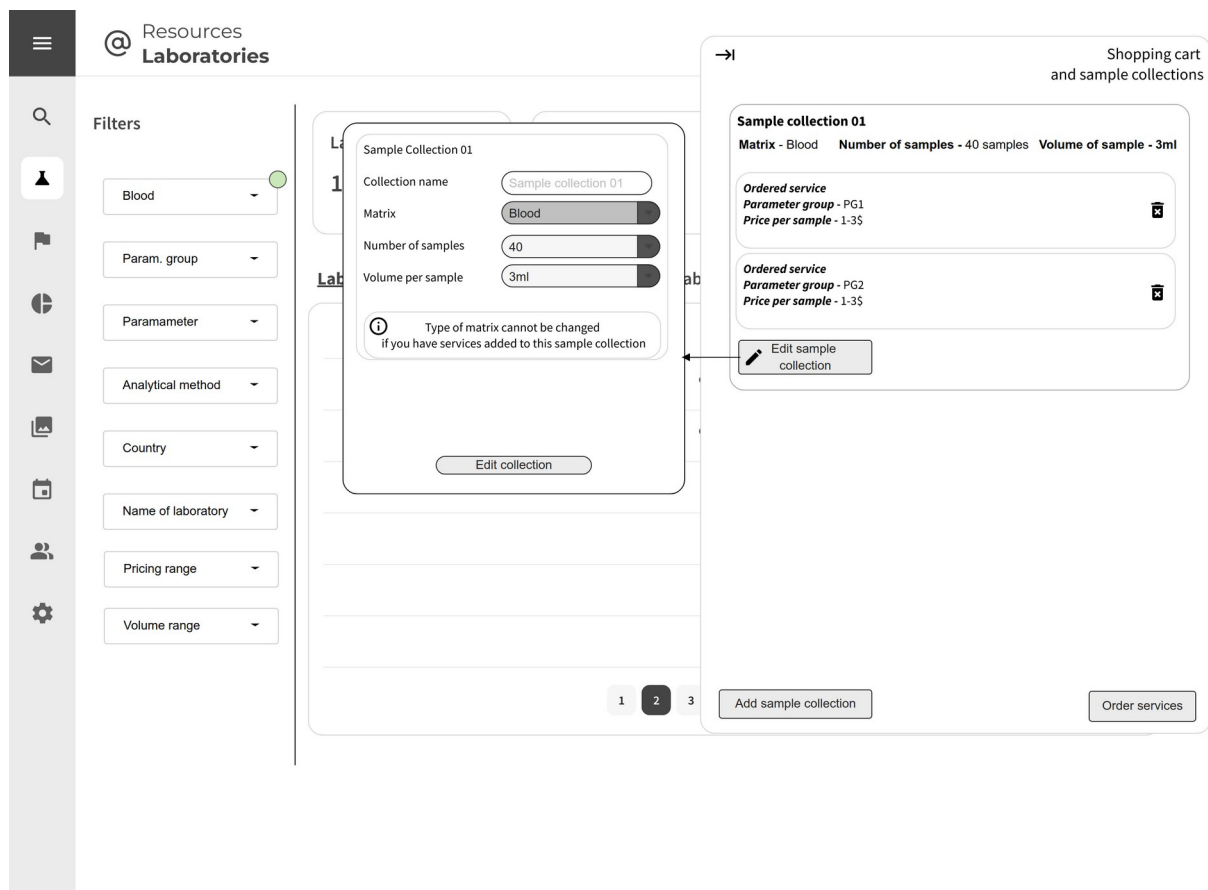 @ Resources
Laboratories
Filters
Blood
Param. group
Paramameter
Analytical method
Country
Name of laboratory
Pricing range
Volume range
1
Lab
Sample Collection 01
Collection name
Sample collection 01
Matrix
Blood
Number of samples
40
Volume per sample
3ml
Type of matrix cannot be changed
if you have services added to this sample collection
Edit collection
1 2 3
Shopping cart
and sample collections
Sample collection 01
Matrix - Blood Number of samples - 40 samples Volume of sample - 3ml
Ordered service
Parameter group - PG1
Price per sample - 1-3$
Ordered service
Parameter group - PG2
Price per sample - 1-3$
Edit sample
collection
Add sample collection
Order services